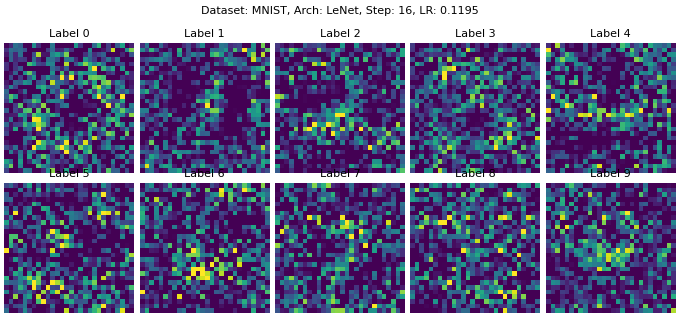 Dataset: MNIST, Arch: LeNet, Step: 16, LR: 0.1195
Label 0 Label 1 Label 2 Label 3 Label 4
Label 5 Label 6 Label 7 Label 8 Label 9